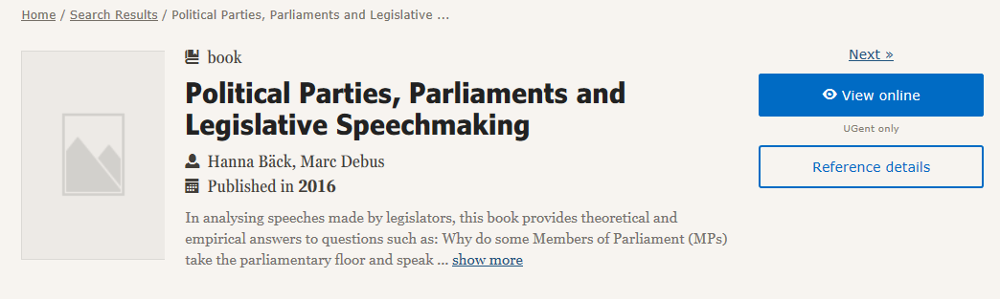 Home / Search Results / Political Parties, Parliaments and Legislative ...
book
Political Parties, Parliaments and
Legislative Speechmaking
Hanna Bäck, Marc Debus
Published in 2016
In analysing speeches made by legislators, this book provides theoretical and
empirical answers to questions such as: Why do some Members of Parliament (MPs)
take the parliamentary floor and speak ... show more
Next »
View online
UGent only
Reference details